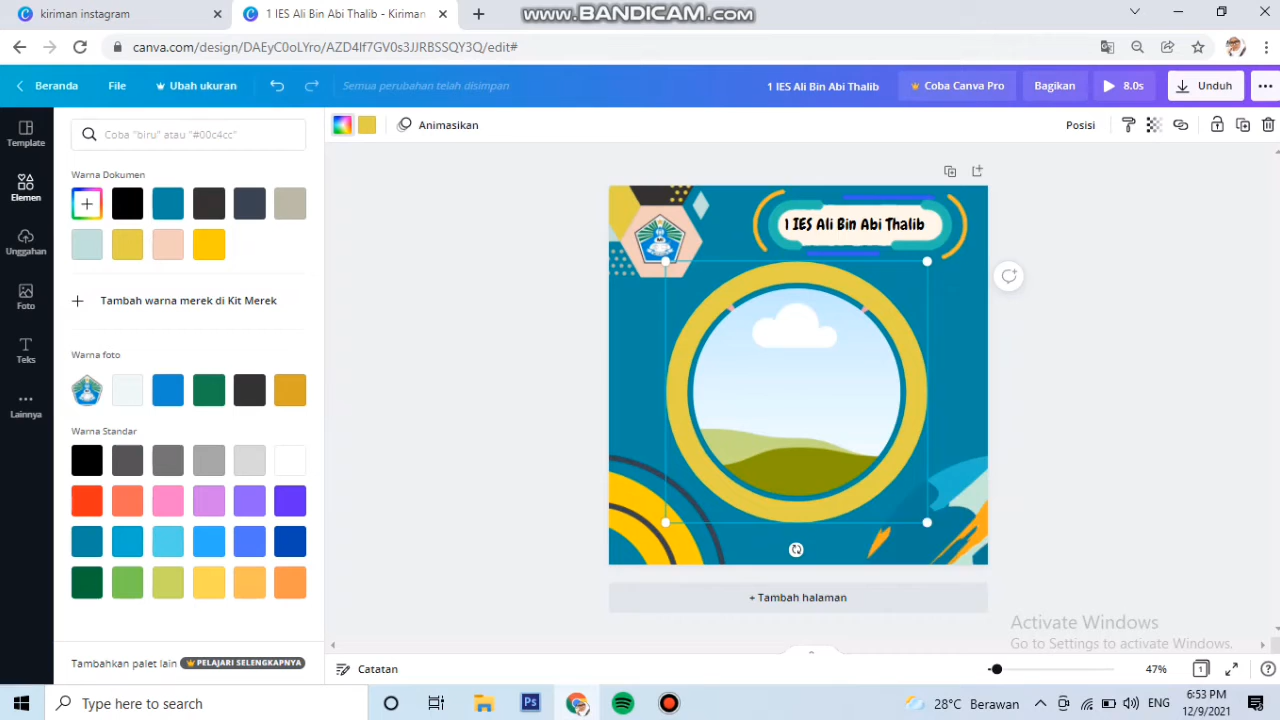 kiriman instagram
1 IES Ali Bin Abi Thalib - Kiriman
www.BANDICAM.com
canva.com/design/DAEyC0oLYro/AZD4If7GV0s3JJRBSSQY3Q/edit#
Beranda
File
Ubah ukuran
Semua perubahan telah disimpan
1 IES Ali Bin Abi Thalib
Coba Canva Pro
Bagikan
8.0s
Unduh
Template
Elemen
Unggahan
Foto
Teks
Lainnya
Coba "biru" atau "#00c4cc"
Warna Dokumen
Tambah warna merek di Kit Merek
Warna foto
Warna Standar
Tambahkan palet lain
PELAJARI SELENGKAPNYA
Animasikan
Posisi
1 IES Ali Bin Abi Thalib
+ Tambah halaman
Activate Windows
Go to Settings to activate Windows.
Catatan
47%
1
Type here to search
Ps
28°C Berawan
ENG
6:53 PM
12/9/2021